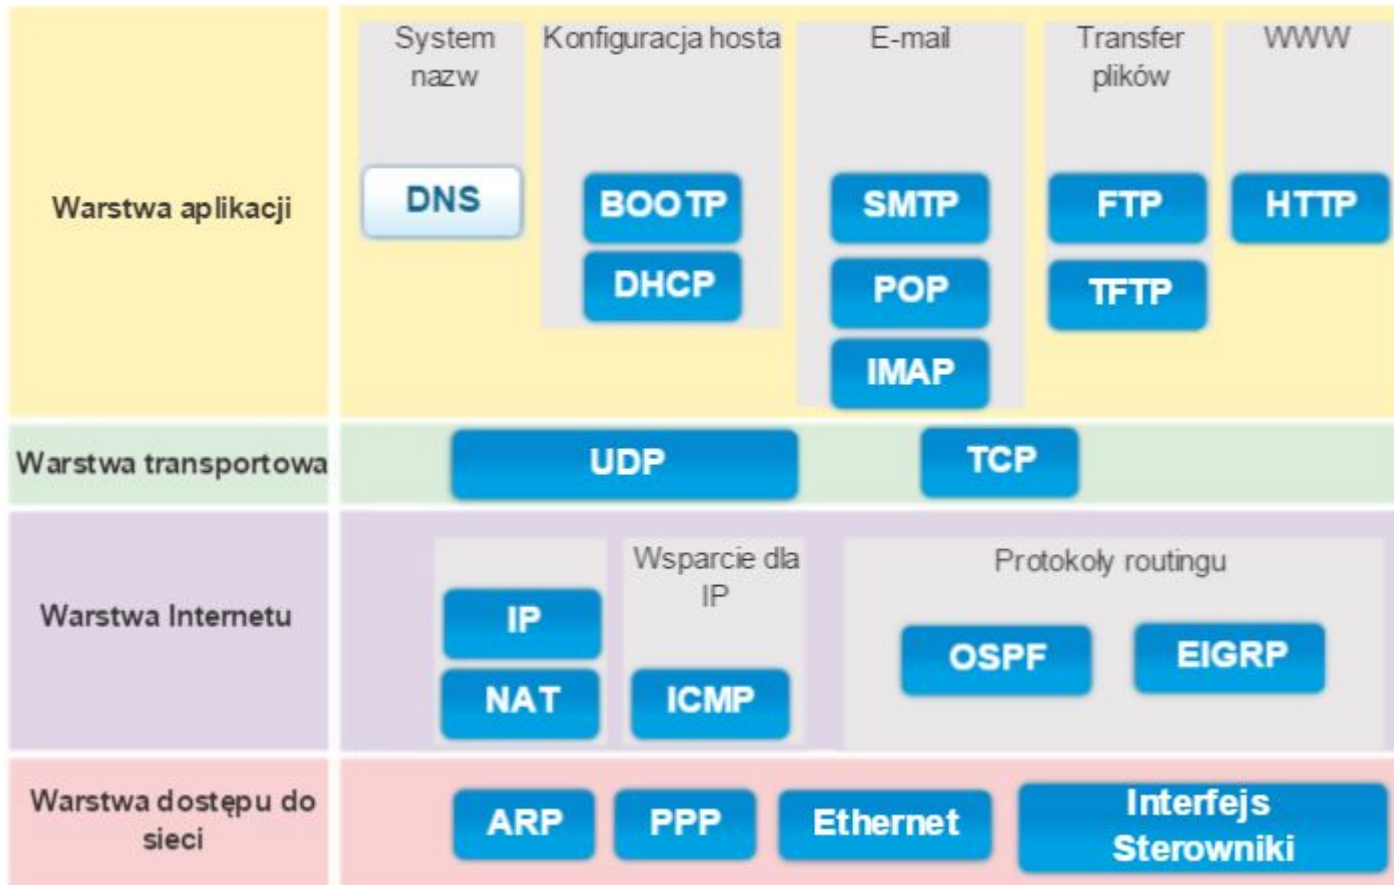 System
nazw
Konfiguracja hosta
E-mail
Transfer
plików
WWW
Warstwa aplikacji
DNS
BOOTP
SMTP
FTP
HTTP
DHCP
POP
TFTP
IMAP
Warstwa transportowa
UDP
TCP
Warstwa Internetu
Wsparcie dla
IP
Protokoły routingu
IP
OSPF
EIGRP
NAT
ICMP
Warstwa dostępu do
sieci
ARP
PPP
Ethernet
Interfejs
Sterowniki